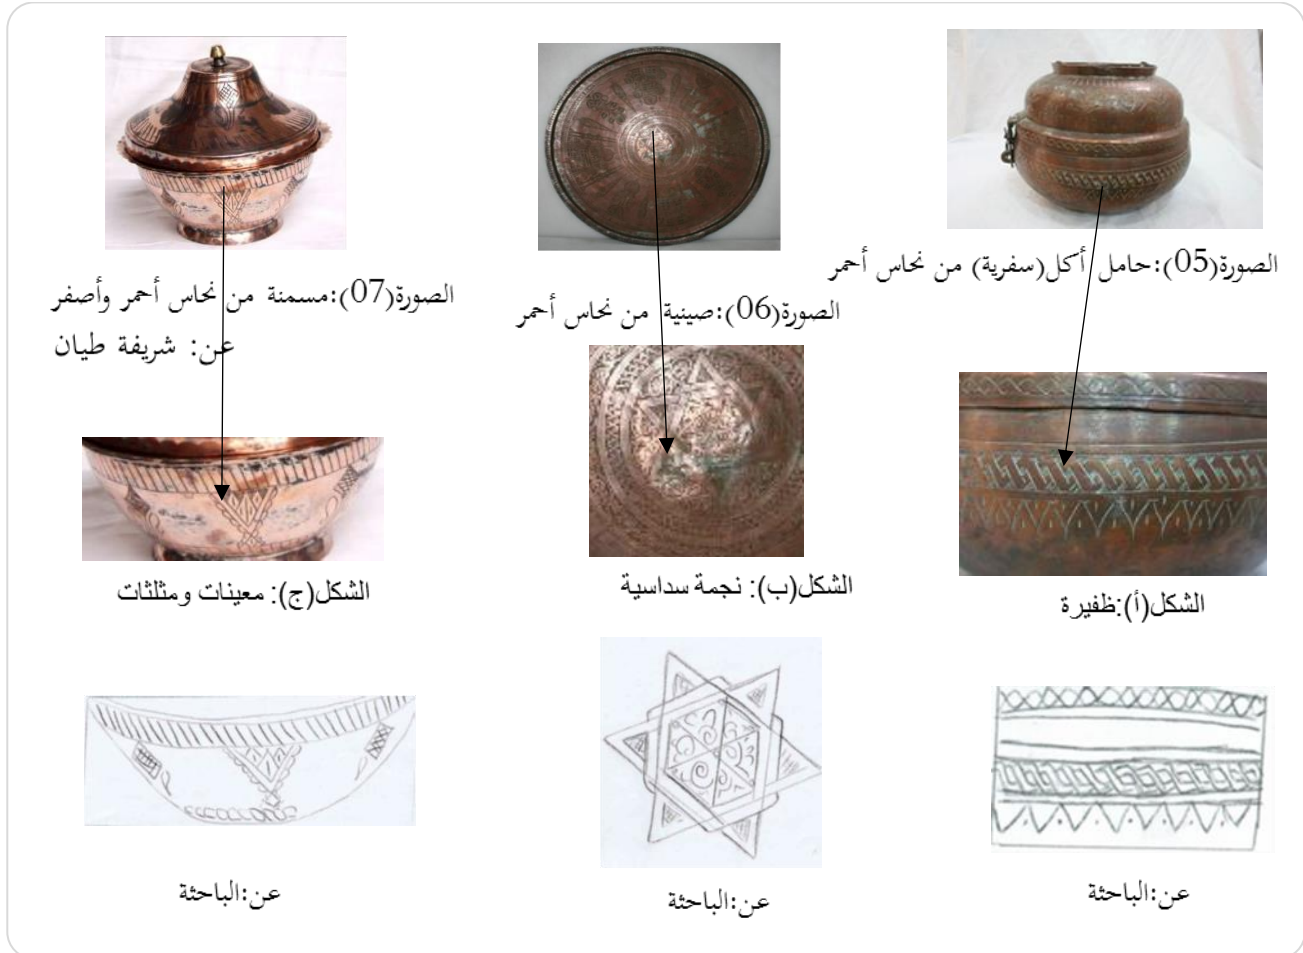 الصورة(05):حامل أكل(سفرية) من نحاس أحمر
الصورة(06):صينية من نحاس أحمر
الصورة(07):مسمنة من نحاس أحمر وأصفر
عن: شريفة طيان
الشكل(أ):ظفيرة
الشكل(ب): نجمة سداسية
الشكل(ج): معينات ومثلثات
عن:الباحثة
عن:الباحثة
عن:الباحثة